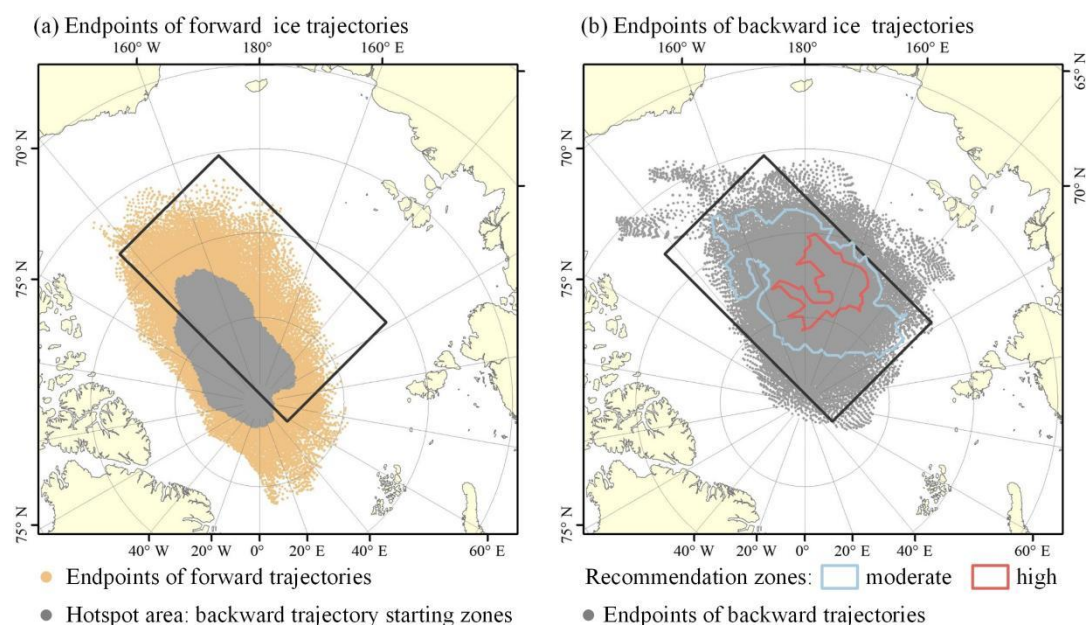 (a) Endpoints of forward ice trajectories
160° W 180° 160° E
70° N
75° N
75° N
40° W 20° W 0° 20° E 40° E 60° E
Endpoints of forward trajectories
Hotspot area: backward trajectory starting zones
(b) Endpoints of backward ice trajectories
160° W 180° 160° E
65° N
70° N
70° N
75° N
75° N
40° W 20° W 0° 20° E 40° E 60° E
Recommendation zones: moderate high
Endpoints of backward trajectories